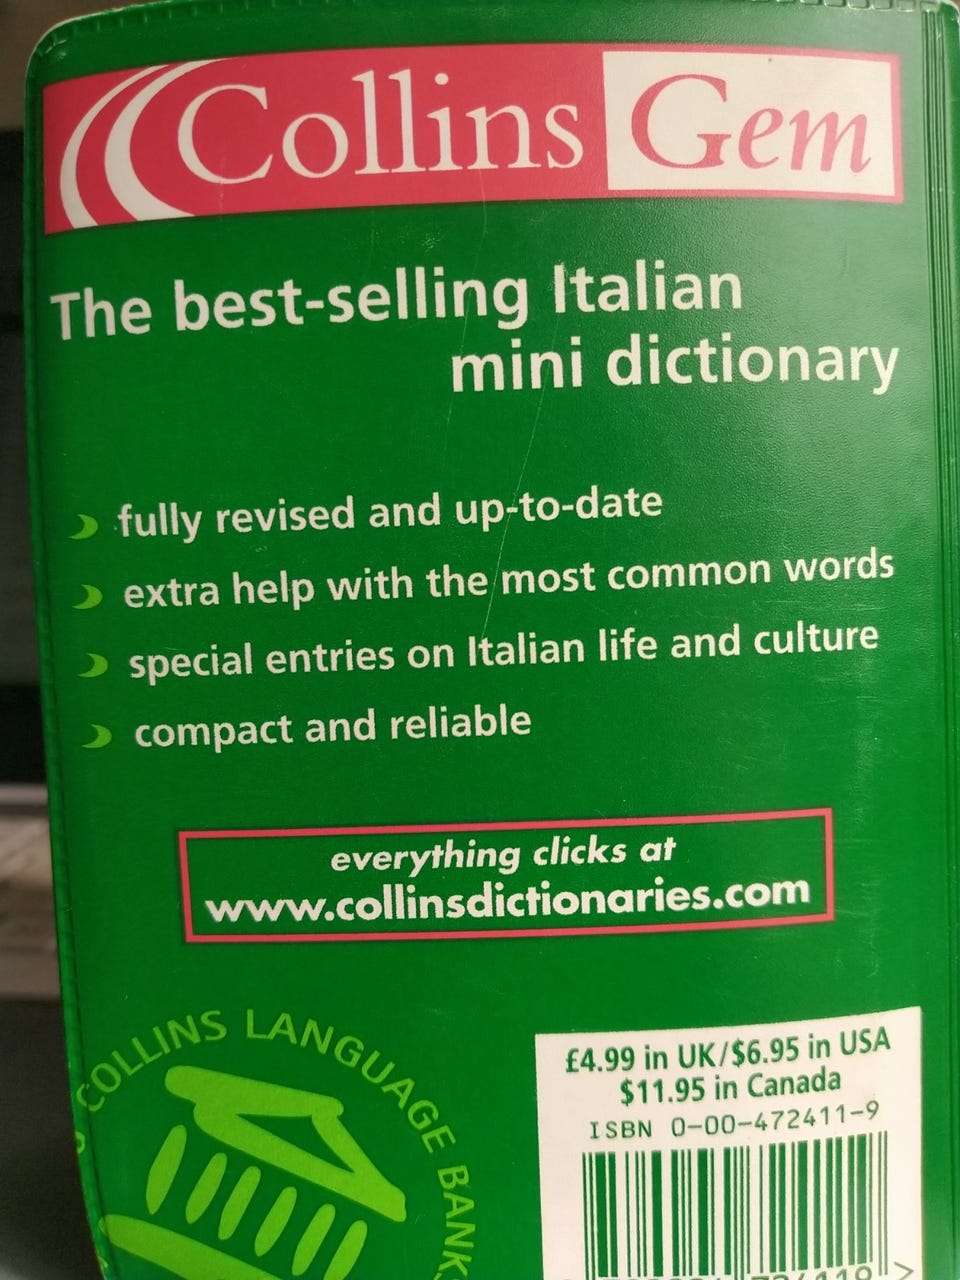 Collins Gem
The best-selling Italian
mini dictionary
fully revised and up-to-date
extra help with the most common words
special entries on Italian life and culture
compact and reliable
everything clicks at
www.collinsdictionaries.com
COLLINS LANGUAGE BANKS
£4.99 in UK/$6.95 in USA
$11.95 in Canada
ISBN 0-00-472411-9